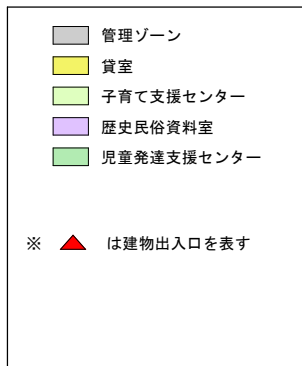 管理ゾーン
貸室
子育て支援センター
歴史民俗資料室
児童発達支援センター
※ は建物出入口を表す